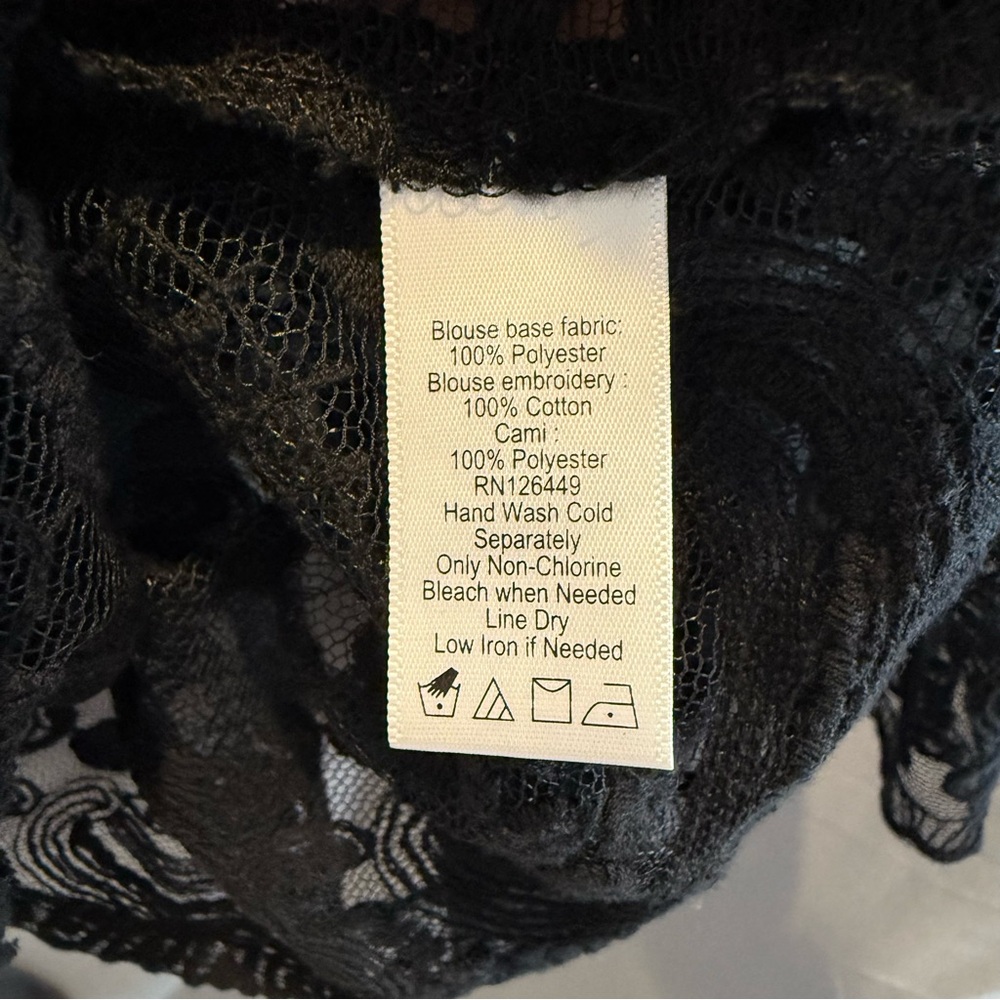 Blouse base fabric:
100% Polyester
Blouse embroidery :
100% Cotton
Cami :
100% Polyester
RN126449
Hand Wash Cold
Separately
Only Non-Chlorine
Bleach when Needed
Line Dry
Low Iron if Needed